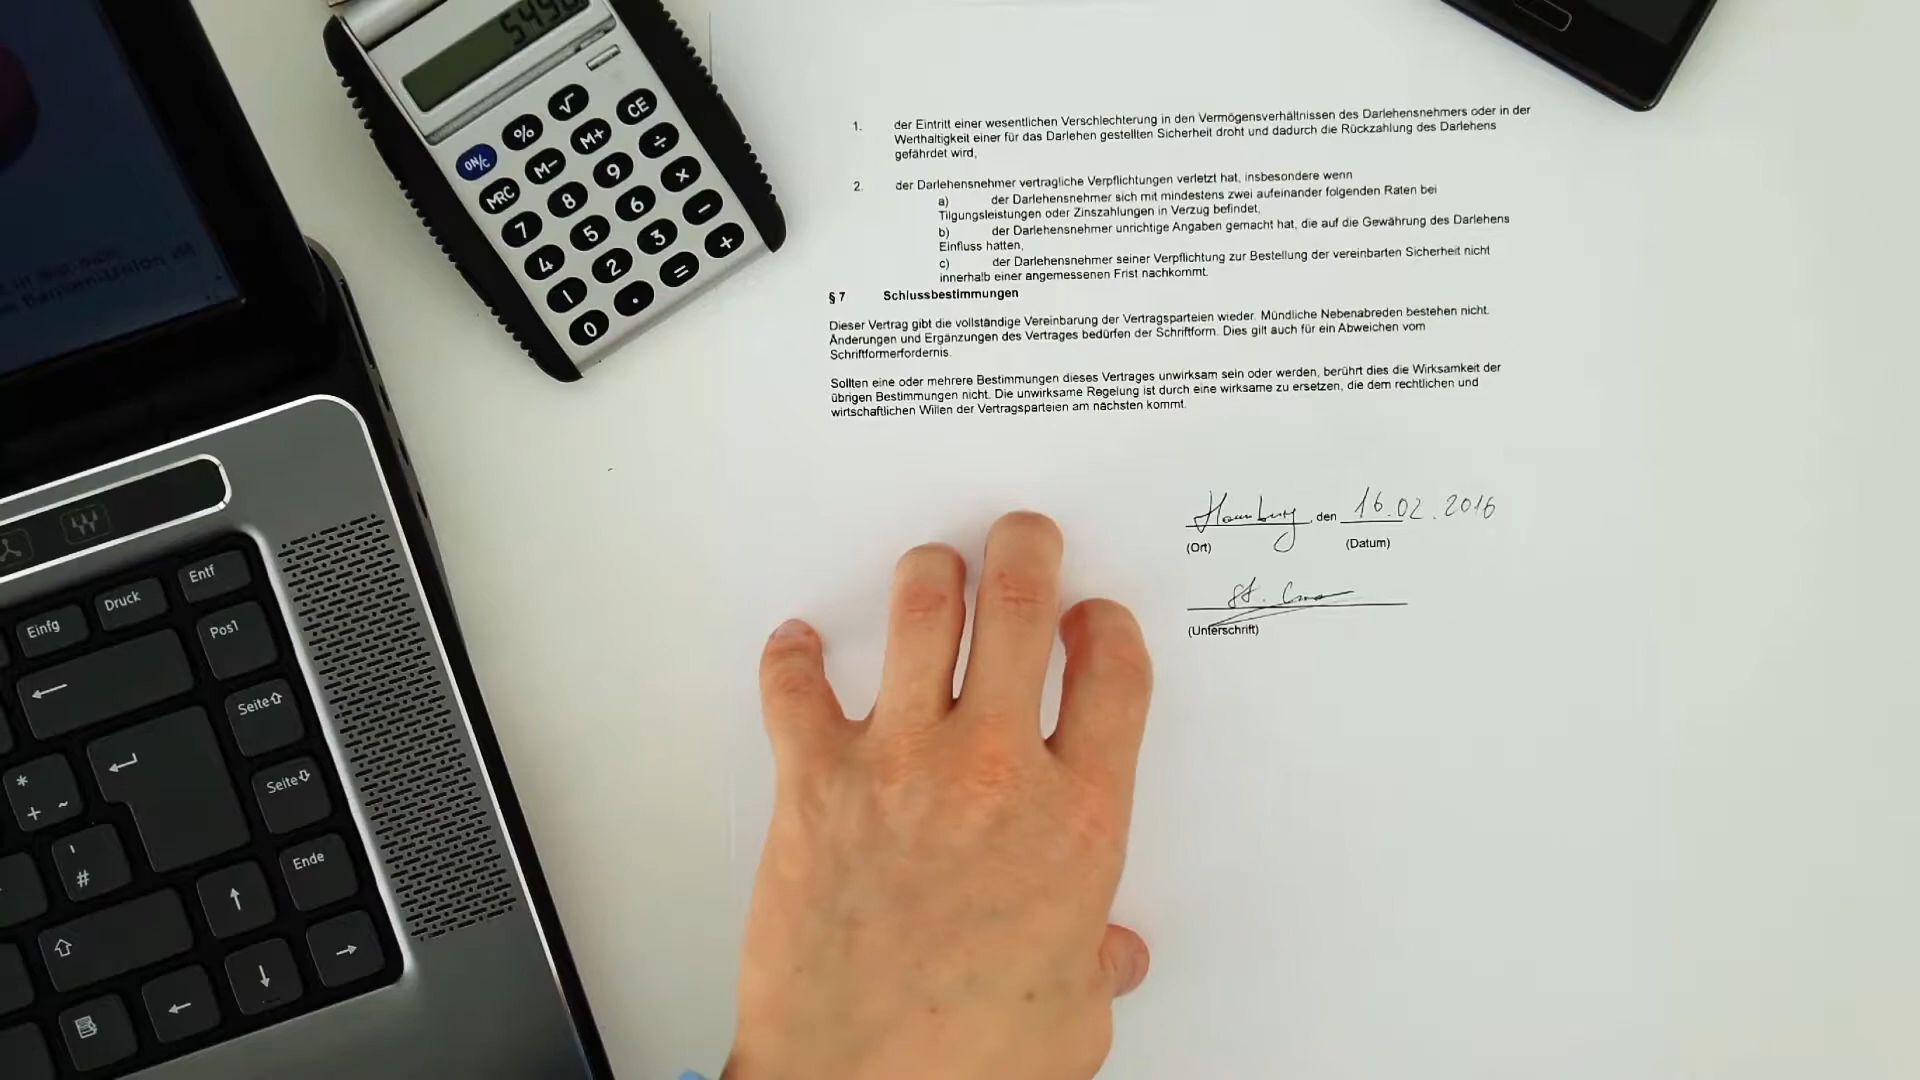 5490
% √
ON/C M- M+ CE
MRC 8 9 ÷
7 5 6 ×
4 2 3 −
1 . = +
0
1. der Eintritt einer wesentlichen Verschlechterung in den Vermögensverhältnissen des Darlehensnehmers oder in der
Werthaltigkeit einer für das Darlehen gestellten Sicherheit droht und dadurch die Rückzahlung des Darlehens
gefährdet wird,
2. der Darlehensnehmer vertragliche Verpflichtungen verletzt hat, insbesondere wenn
a) der Darlehensnehmer sich mit mindestens zwei aufeinander folgenden Raten bei
Tilgungsleistungen oder Zinszahlungen in Verzug befindet,
b) der Darlehensnehmer unrichtige Angaben gemacht hat, die auf die Gewährung des Darlehens
Einfluss hatten,
c) der Darlehensnehmer seiner Verpflichtung zur Bestellung der vereinbarten Sicherheit nicht
innerhalb einer angemessenen Frist nachkommt.
§ 7 Schlussbestimmungen
Dieser Vertrag gibt die vollständige Vereinbarung der Vertragsparteien wieder. Mündliche Nebenabreden bestehen nicht.
Änderungen und Ergänzungen des Vertrages bedürfen der Schriftform. Dies gilt auch für ein Abweichen vom
Schriftformerfordernis.
Sollten eine oder mehrere Bestimmungen dieses Vertrages unwirksam sein oder werden, berührt dies die Wirksamkeit der
übrigen Bestimmungen nicht. Die unwirksame Regelung ist durch eine wirksame zu ersetzen, die dem rechtlichen und
wirtschaftlichen Willen der Vertragsparteien am nächsten kommt.
Hamburg, den 16.02.2016
(Ort) (Datum)
(Unterschrift)
Einfg Druck Entf
Pos1
Seite⇧
Seite⇩
* + ~
' #
Ende